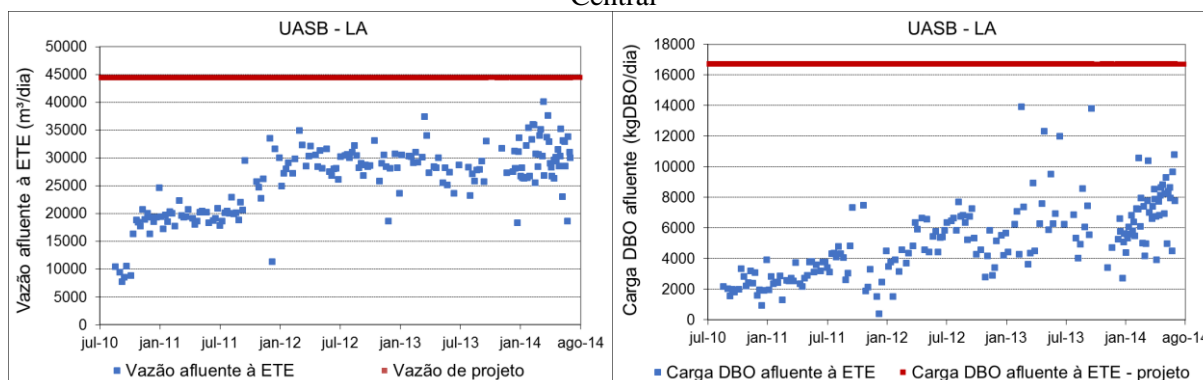 Central
UASB - LA
Vazão afluente à ETE (m³/dia)
50000
45000
40000
35000
30000
25000
20000
15000
10000
5000
0
jul-10 jan-11 jul-11 jan-12 jul-12 jan-13 jul-13 jan-14 ago-14
Vazão afluente à ETE Vazão de projeto
UASB - LA
Carga DBO afluente (kgDBO/dia)
18000
16000
14000
12000
10000
8000
6000
4000
2000
0
jul-10 jan-11 jul-11 jan-12 jul-12 jan-13 jul-13 jan-14 ago-14
Carga DBO afluente à ETE Carga DBO afluente à ETE - projeto